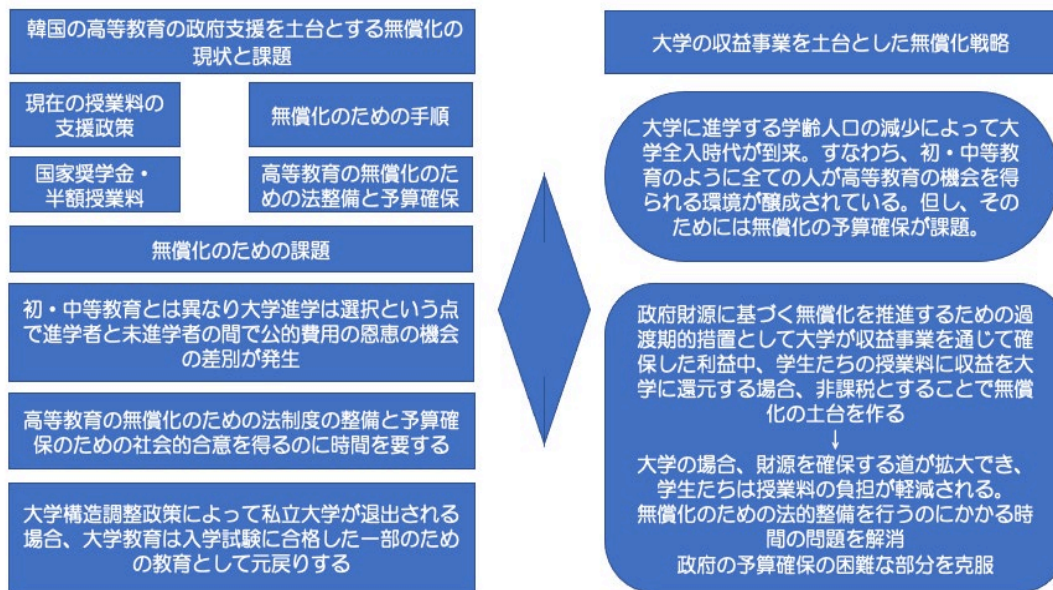 韓国の高等教育の政府支援を土台とする無償化の
現状と課題
現在の授業料の
支援政策
無償化のための手順
国家奨学金・
半額授業料
高等教育の無償化のた
めの法整備と予算確保
無償化のための課題
初・中等教育とは異なり大学進学は選択という点
で進学者と未進学者の間で公的費用の恩恵の機会
の差別が発生
高等教育の無償化のための法制度の整備と予算確
保のための社会的合意を得るのに時間を要する
大学構造調整政策によって私立大学が退出される
場合、大学教育は入学試験に合格した一部のため
の教育として元戻りする
大学の収益事業を土台とした無償化戦略
大学に進学する学齢人口の減少によって大
学全入時代が到来。すなわち、初・中等教
育のように全ての人が高等教育の機会を得
られる環境が醸成されている。但し、その
ためには無償化の予算確保が課題。
政府財源に基づく無償化を推進するための過
渡期的措置として大学が収益事業を通じて確
保した利益中、学生たちの授業料に収益を大
学に還元する場合、非課税とすることで無償
化の土台を作る
↓
大学の場合、財源を確保する道が拡大でき、
学生たちは授業料の負担が軽減される。
無償化のための法的整備を行うのにかかる時
間の問題を解消
政府の予算確保の困難な部分を克服